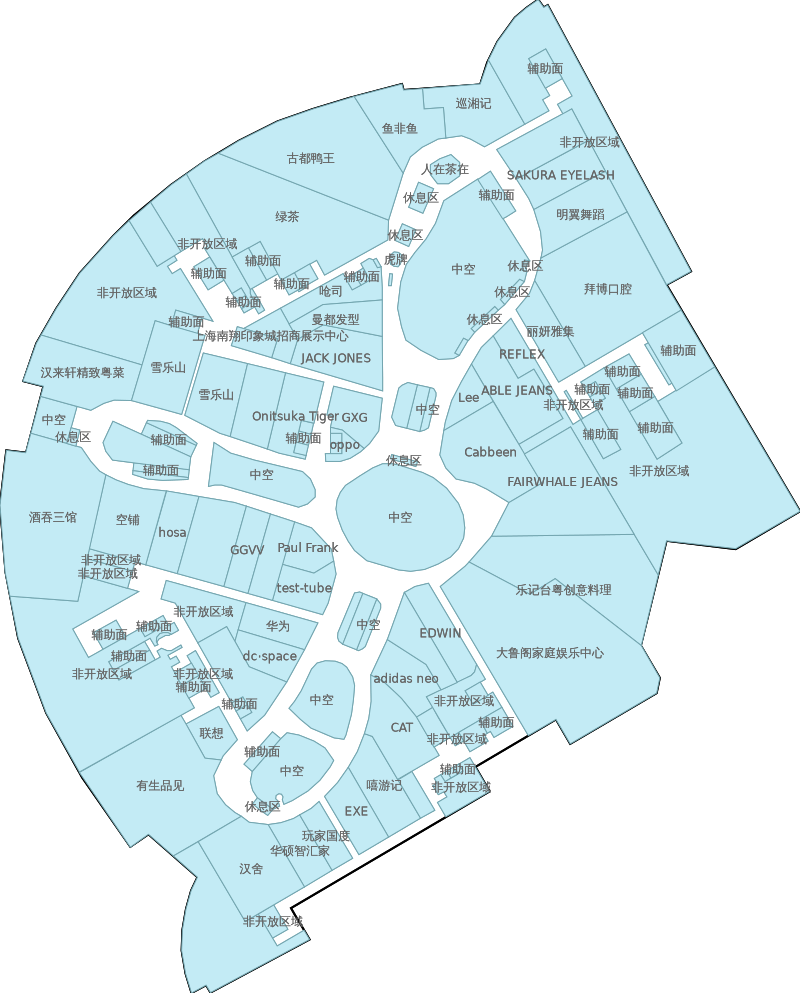 辅助面
巡湘记
鱼非鱼
非开放区域
古都鸭王
人在茶在
SAKURA EYELASH
休息区
辅助面
明翼舞蹈
绿茶
休息区
非开放区域
虎牌
辅助面
中空
休息区
辅助面
辅助面
辅助面
呛司
拜博口腔
非开放区域
休息区
辅助面
辅助面
曼都发型
休息区
上海南翔印象城招商展示中心
丽妍雅集
JACK JONES
REFLEX
辅助面
雪乐山
汉来轩精致粤菜
辅助面
雪乐山
ABLE JEANS
辅助面
辅助面
Lee
非开放区域
中空
Onitsuka Tiger
GXG
中空
休息区
辅助面
辅助面
oppo
辅助面
辅助面
Cabbeen
休息区
辅助面
中空
非开放区域
FAIRWHALE JEANS
酒吞三馆
空铺
中空
hosa
GGVV
Paul Frank
非开放区域
非开放区域
test-tube
乐记台粤创意料理
非开放区域
辅助面
华为
中空
辅助面
EDWIN
辅助面
dc·space
大鲁阁家庭娱乐中心
非开放区域
非开放区域
adidas neo
辅助面
中空
非开放区域
辅助面
辅助面
联想
CAT
非开放区域
辅助面
中空
辅助面
有生品见
嘻游记
非开放区域
休息区
EXE
玩家国度
华硕智汇家
汉舍
非开放区域